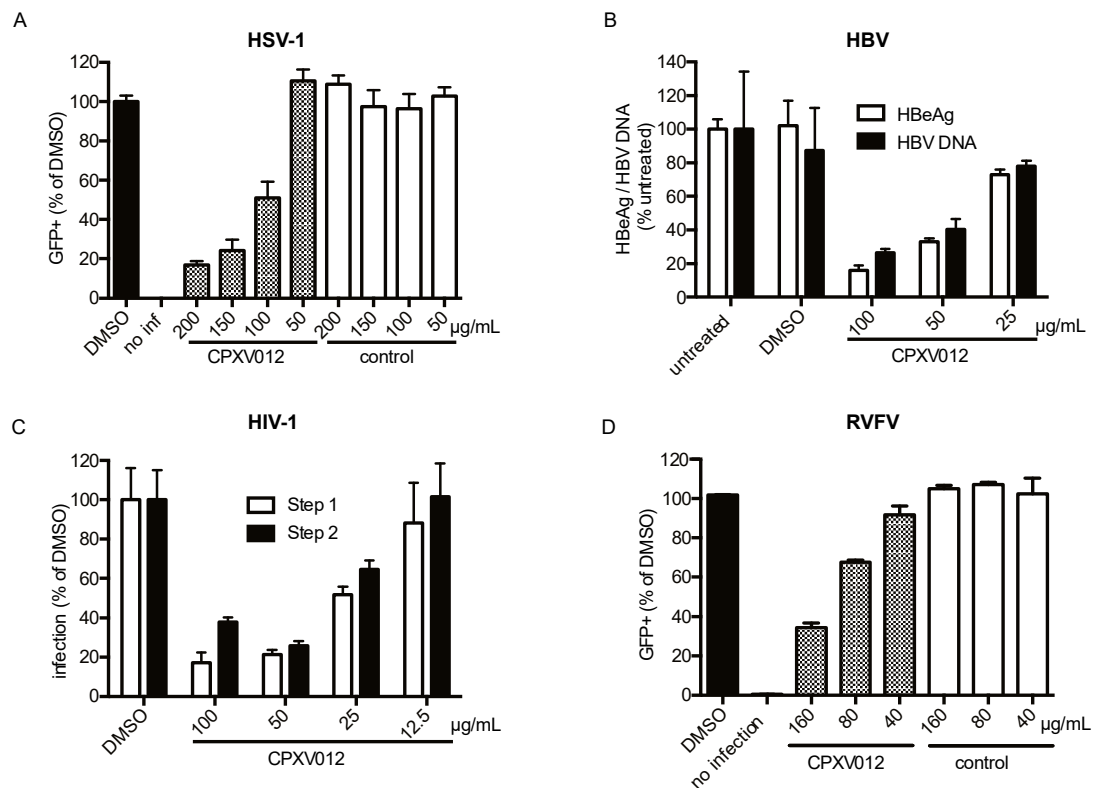 A
HSV-1
GFP+ (% of DMSO)
120
100
80
60
40
20
0
DMSO
no inf
200
150
100
50
200
150
100
50
µg/mL
CPXV012
control
B
HBV
HBeAg / HBV DNA
(% untreated)
140
120
100
80
60
40
20
0
HBeAg
HBV DNA
untreated
DMSO
100
50
25
µg/mL
CPXV012
C
HIV-1
infection (% of DMSO)
120
100
80
60
40
20
0
Step 1
Step 2
DMSO
100
50
25
12.5
µg/mL
CPXV012
D
RVFV
GFP+ (% of DMSO)
120
100
80
60
40
20
0
DMSO
no infection
160
80
40
160
80
40
µg/mL
CPXV012
control